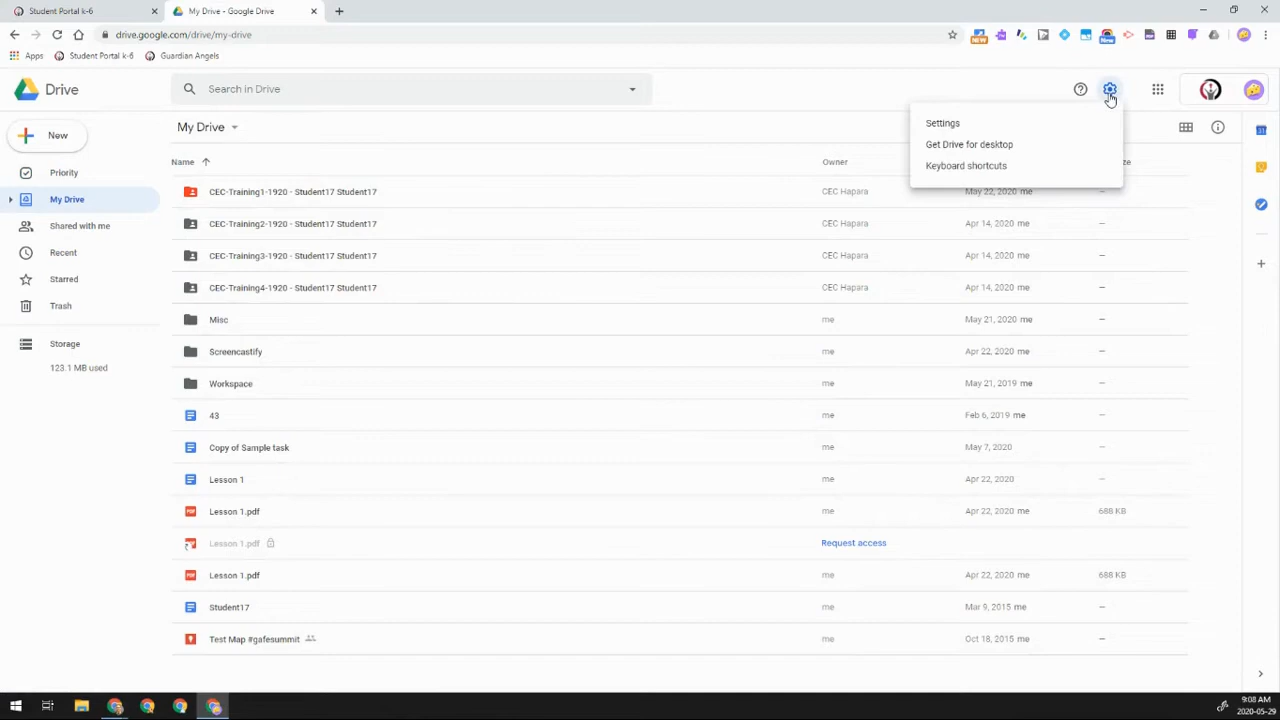 Student Portal k-6
My Drive - Google Drive
drive.google.com/drive/my-drive
Apps
Student Portal k-6
Guardian Angels
Drive
Search in Drive
New
My Drive
Settings
Get Drive for desktop
Keyboard shortcuts
Priority
My Drive
Shared with me
Recent
Starred
Trash
Storage
123.1 MB used
Name
Owner
CEC-Training1-1920 - Student17 Student17 CEC Hapara May 22, 2020 me –
CEC-Training2-1920 - Student17 Student17 CEC Hapara Apr 14, 2020 me –
CEC-Training3-1920 - Student17 Student17 CEC Hapara Apr 14, 2020 me –
CEC-Training4-1920 - Student17 Student17 CEC Hapara Apr 14, 2020 me –
Misc me May 21, 2020 me –
Screencastify me Apr 22, 2020 me –
Workspace me May 21, 2019 me –
43 me Feb 6, 2019 me –
Copy of Sample task me May 7, 2020 me –
Lesson 1 me Apr 22, 2020 me –
Lesson 1.pdf me Apr 22, 2020 me 688 KB
Lesson 1.pdf Request access
Lesson 1.pdf me Apr 22, 2020 me 688 KB
Student17 me Mar 9, 2015 me –
Test Map #gafesummit me Oct 18, 2015 me –
9:08 AM
2020-05-29